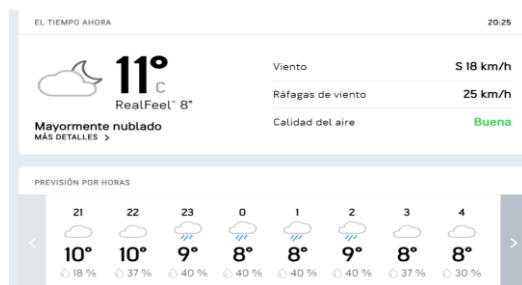 EL TIEMPO AHORA 20:25
11° C
RealFeel® 8°
Mayormente nublado
MÁS DETALLES >
Viento S 18 km/h
Ráfagas de viento 25 km/h
Calidad del aire Buena
PREVISIÓN POR HORAS
21 22 23 0 1 2 3 4
10° 10° 9° 8° 8° 9° 8° 8°
18 % 37 % 40 % 40 % 40 % 40 % 37 % 30 %